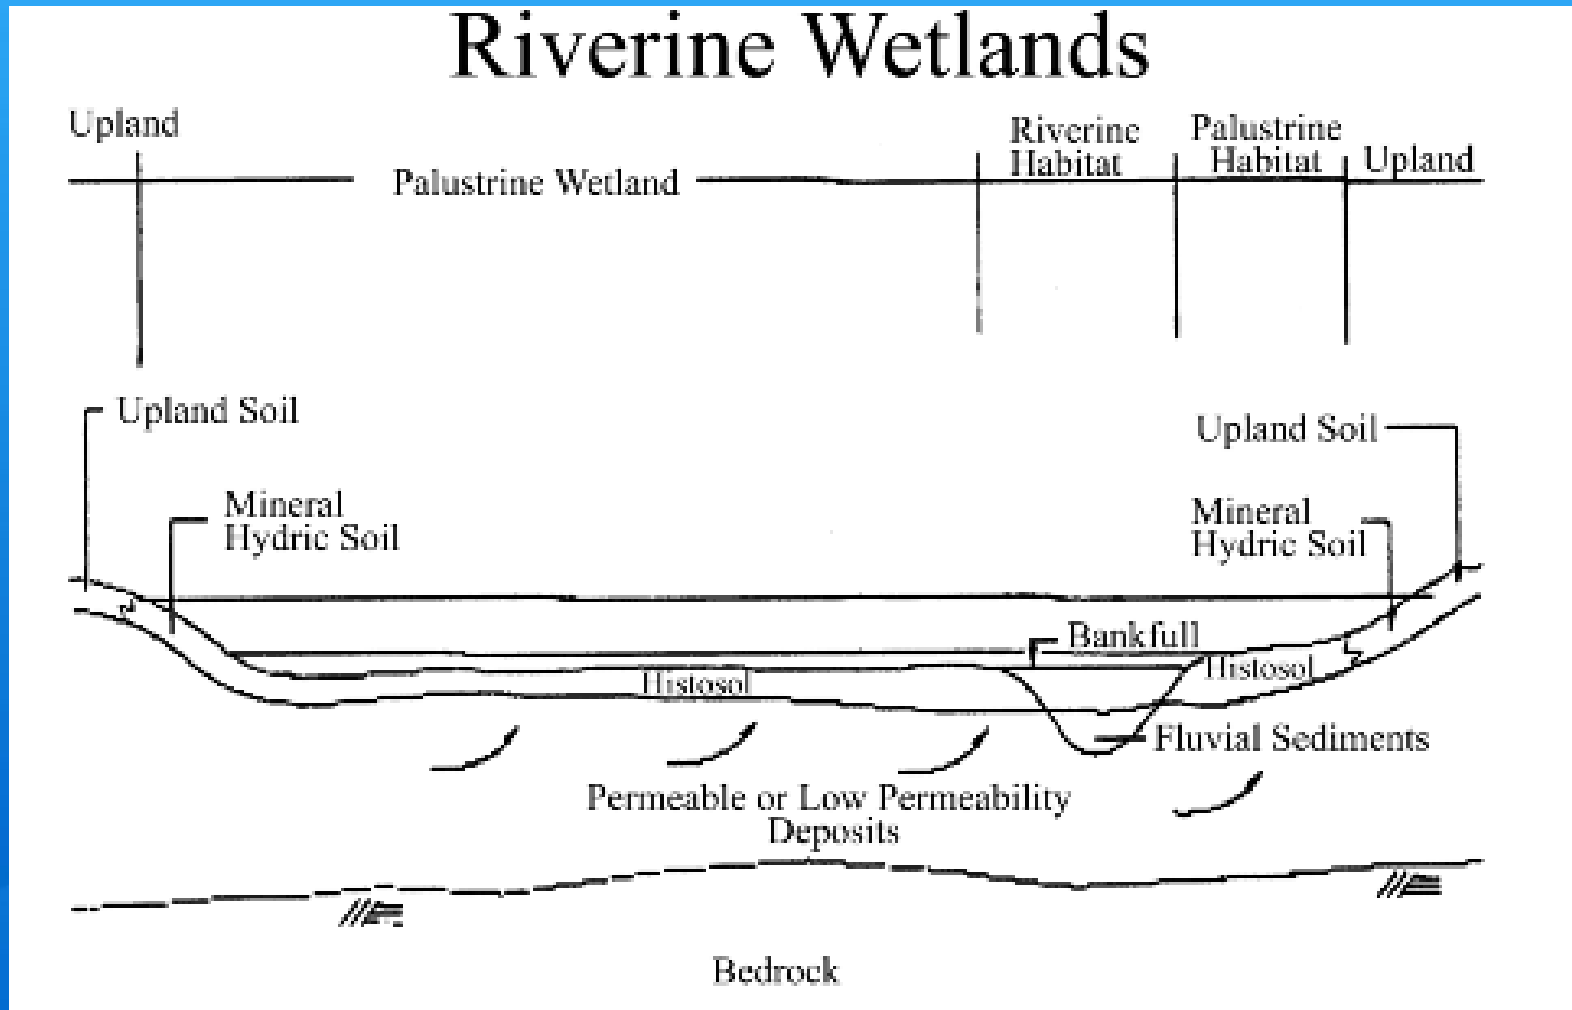 Riverine Wetlands
Upland
Palustrine Wetland
Riverine
Habitat
Palustrine
Habitat
Upland
Upland Soil
Upland Soil
Mineral
Hydric Soil
Mineral
Hydric Soil
Bankfull
Histosol
Histosol
Fluvial Sediments
Permeable or Low Permeability
Deposits
Bedrock